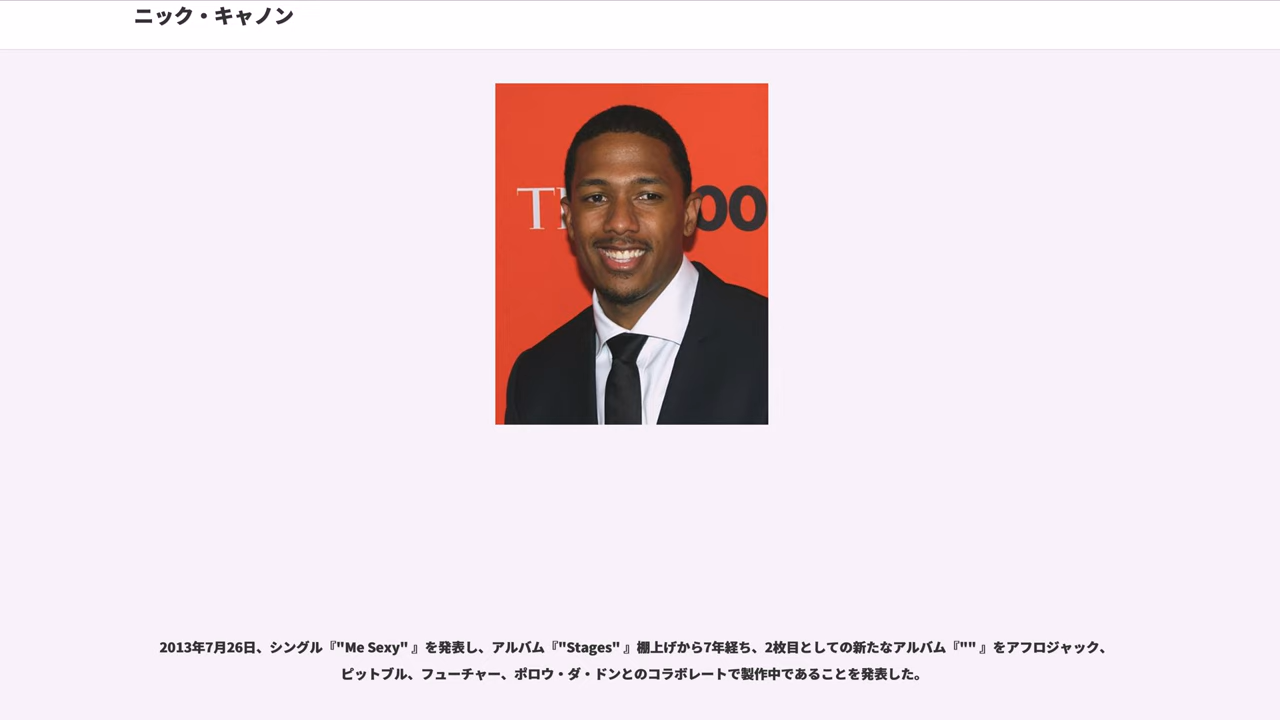 ニック・キャノン
TI
00
2013年7月26日、シングル『"Me Sexy" 』を発表し、アルバム『"Stages" 』棚上げから7年経ち、2枚目としての新たなアルバム『"" 』をアフロジャック、
ピットブル、フューチャー、ポロウ・ダ・ドンとのコラボレートで製作中であることを発表した。